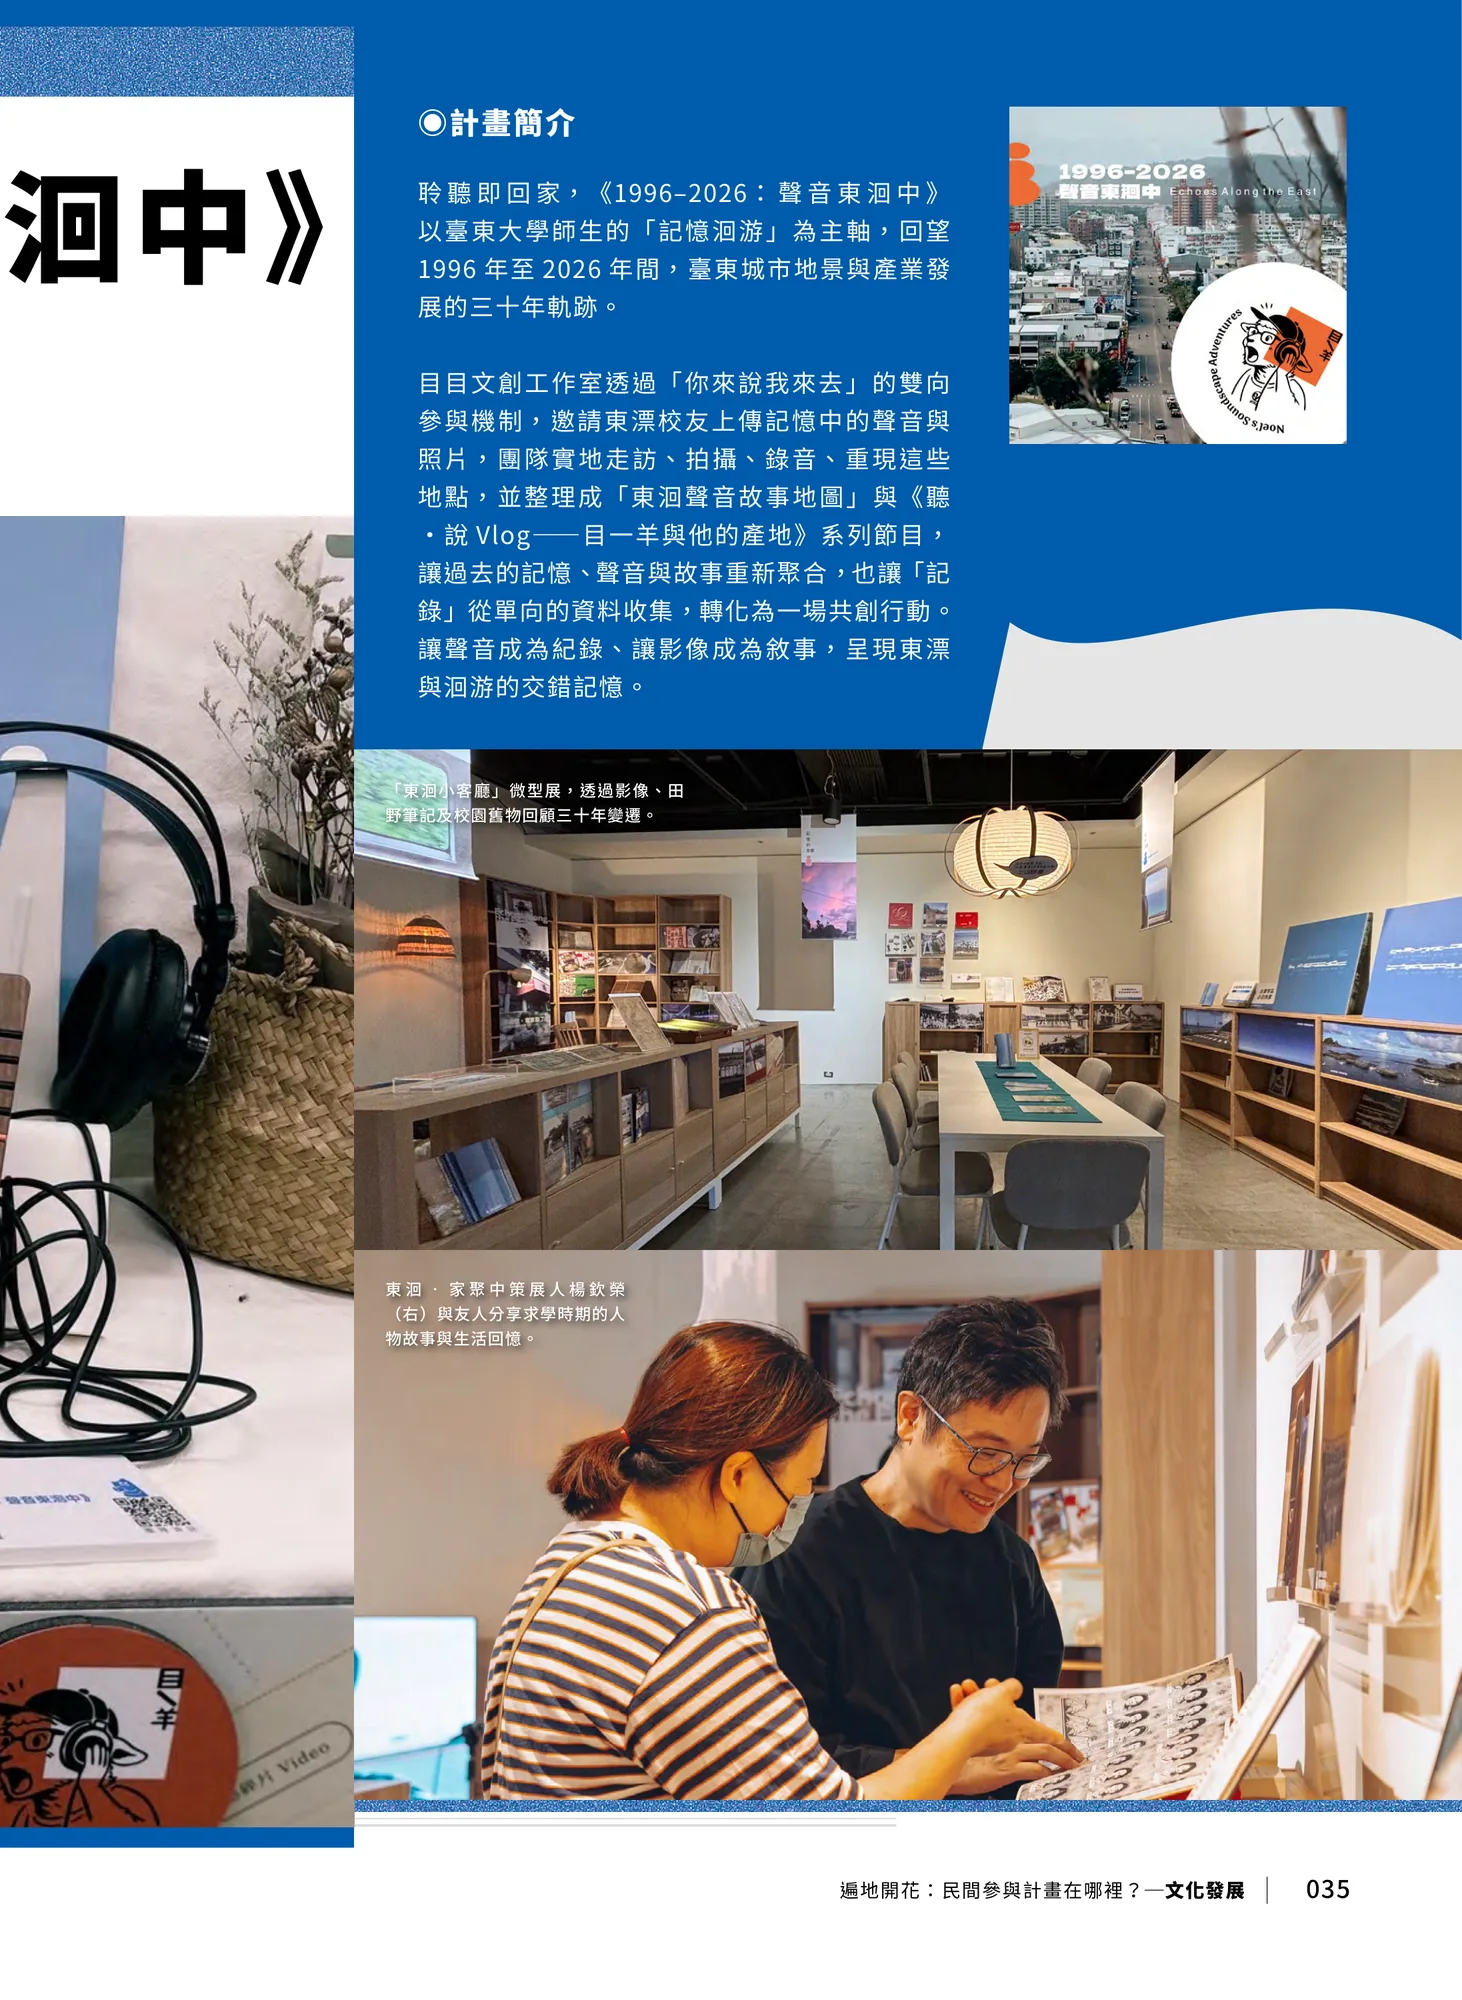 洄中》
◉計畫簡介
聆聽即回家，《1996–2026：聲音東洄中》
以臺東大學師生的「記憶洄游」為主軸，回望
1996 年至 2026 年間，臺東城市地景與產業發
展的三十年軌跡。
目目文創工作室透過「你來說我來去」的雙向
參與機制，邀請東漂校友上傳記憶中的聲音與
照片，團隊實地走訪、拍攝、錄音、重現這些
地點，並整理成「東洄聲音故事地圖」與《聽
・說 Vlog——目一羊與他的產地》系列節目，
讓過去的記憶、聲音與故事重新聚合，也讓「記
錄」從單向的資料收集，轉化為一場共創行動。
讓聲音成為紀錄、讓影像成為敘事，呈現東漂
與洄游的交錯記憶。
1996-2026
聲音東洄中 Echoes Along the East
Noel's Soundscape Adventures
目\羊
「東洄小客廳」微型展，透過影像、田
野筆記及校園舊物回顧三十年變遷。
東洄‧家聚中策展人楊欽榮
（右）與友人分享求學時期的人
物故事與生活回憶。
聲音東洄中》
目\羊
碎片 Video
遍地開花：民間參與計畫在哪裡？—文化發展
035